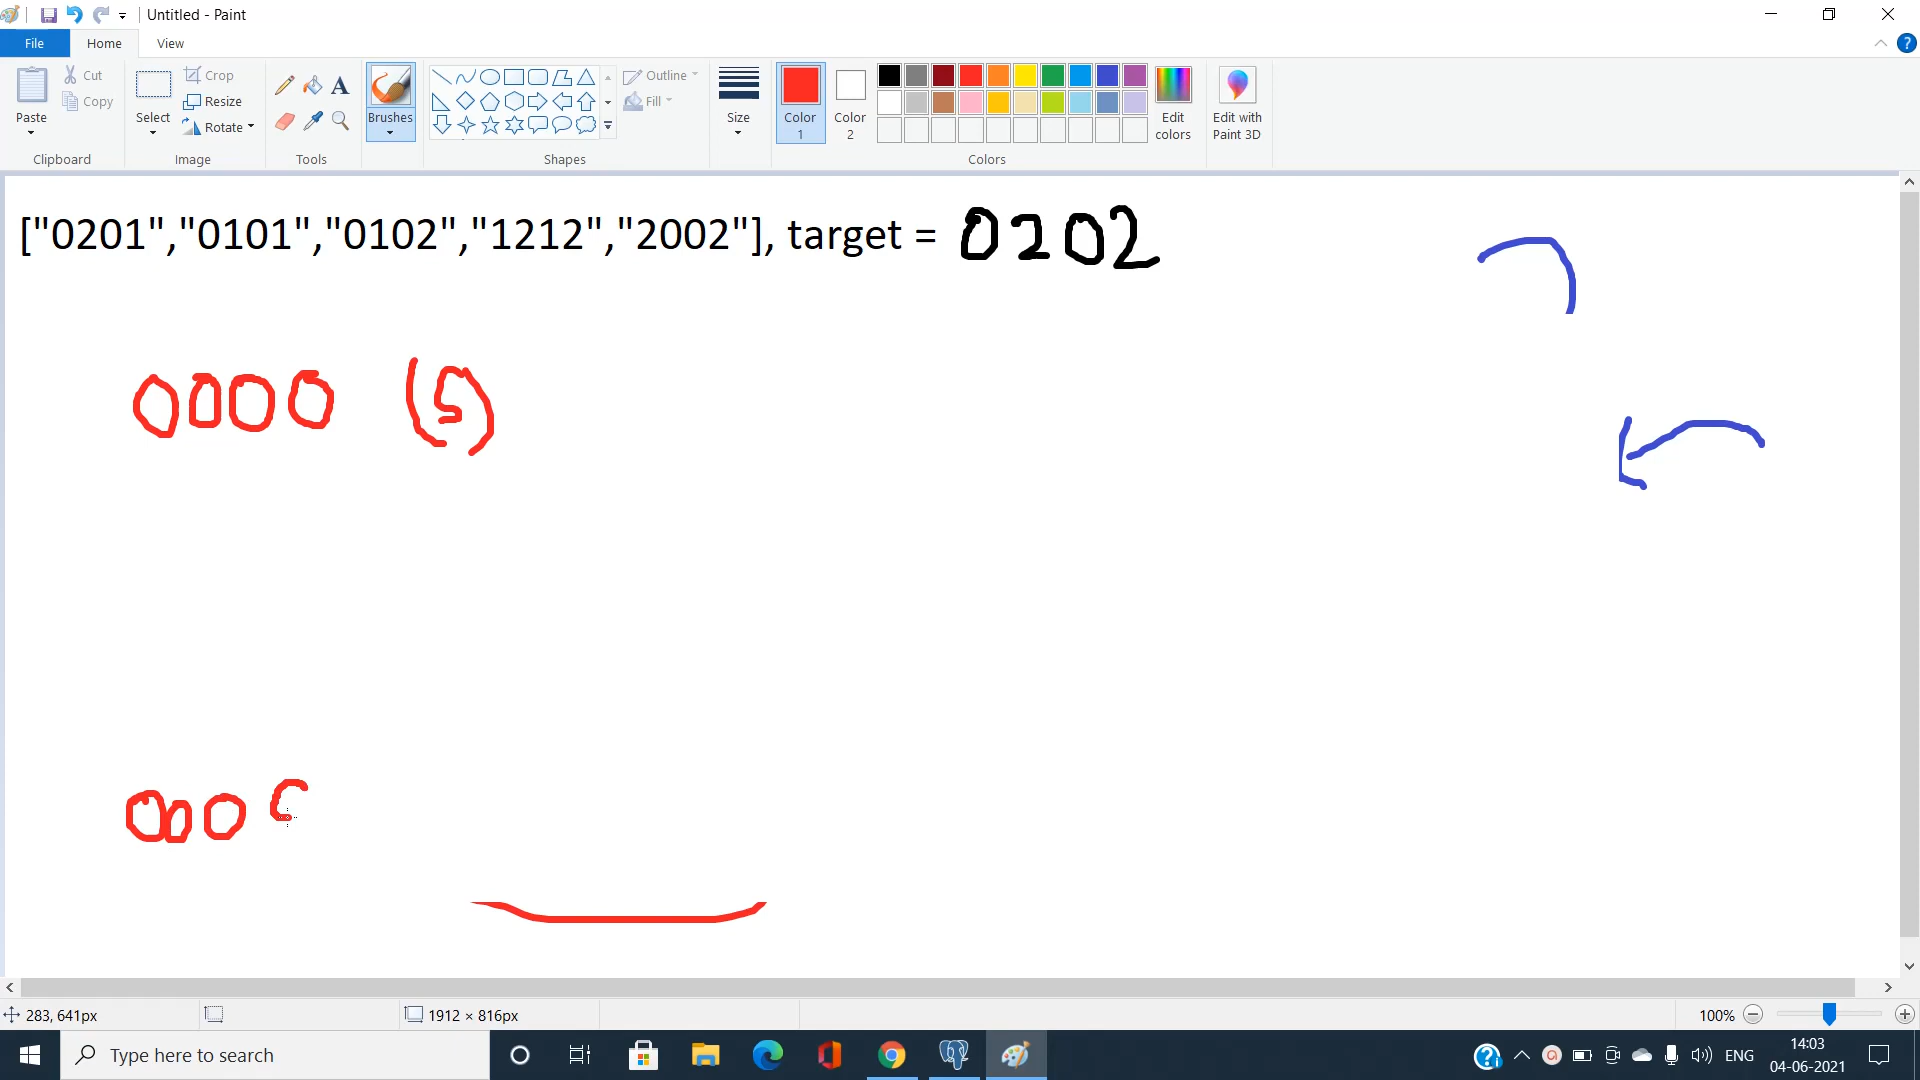 Untitled - Paint
File Home View
Paste
Cut
Copy
Clipboard
Select
Crop
Resize
Rotate
Image
Tools
Brushes
Shapes
Outline
Fill
Size
Color 1
Color 2
Colors
Edit colors
Edit with Paint 3D
["0201","0101","0102","1212","2002"], target = 0202
0000 (S)
000
283, 641px
1912 × 816px
100%
Type here to search
ENG
14:03
04-06-2021